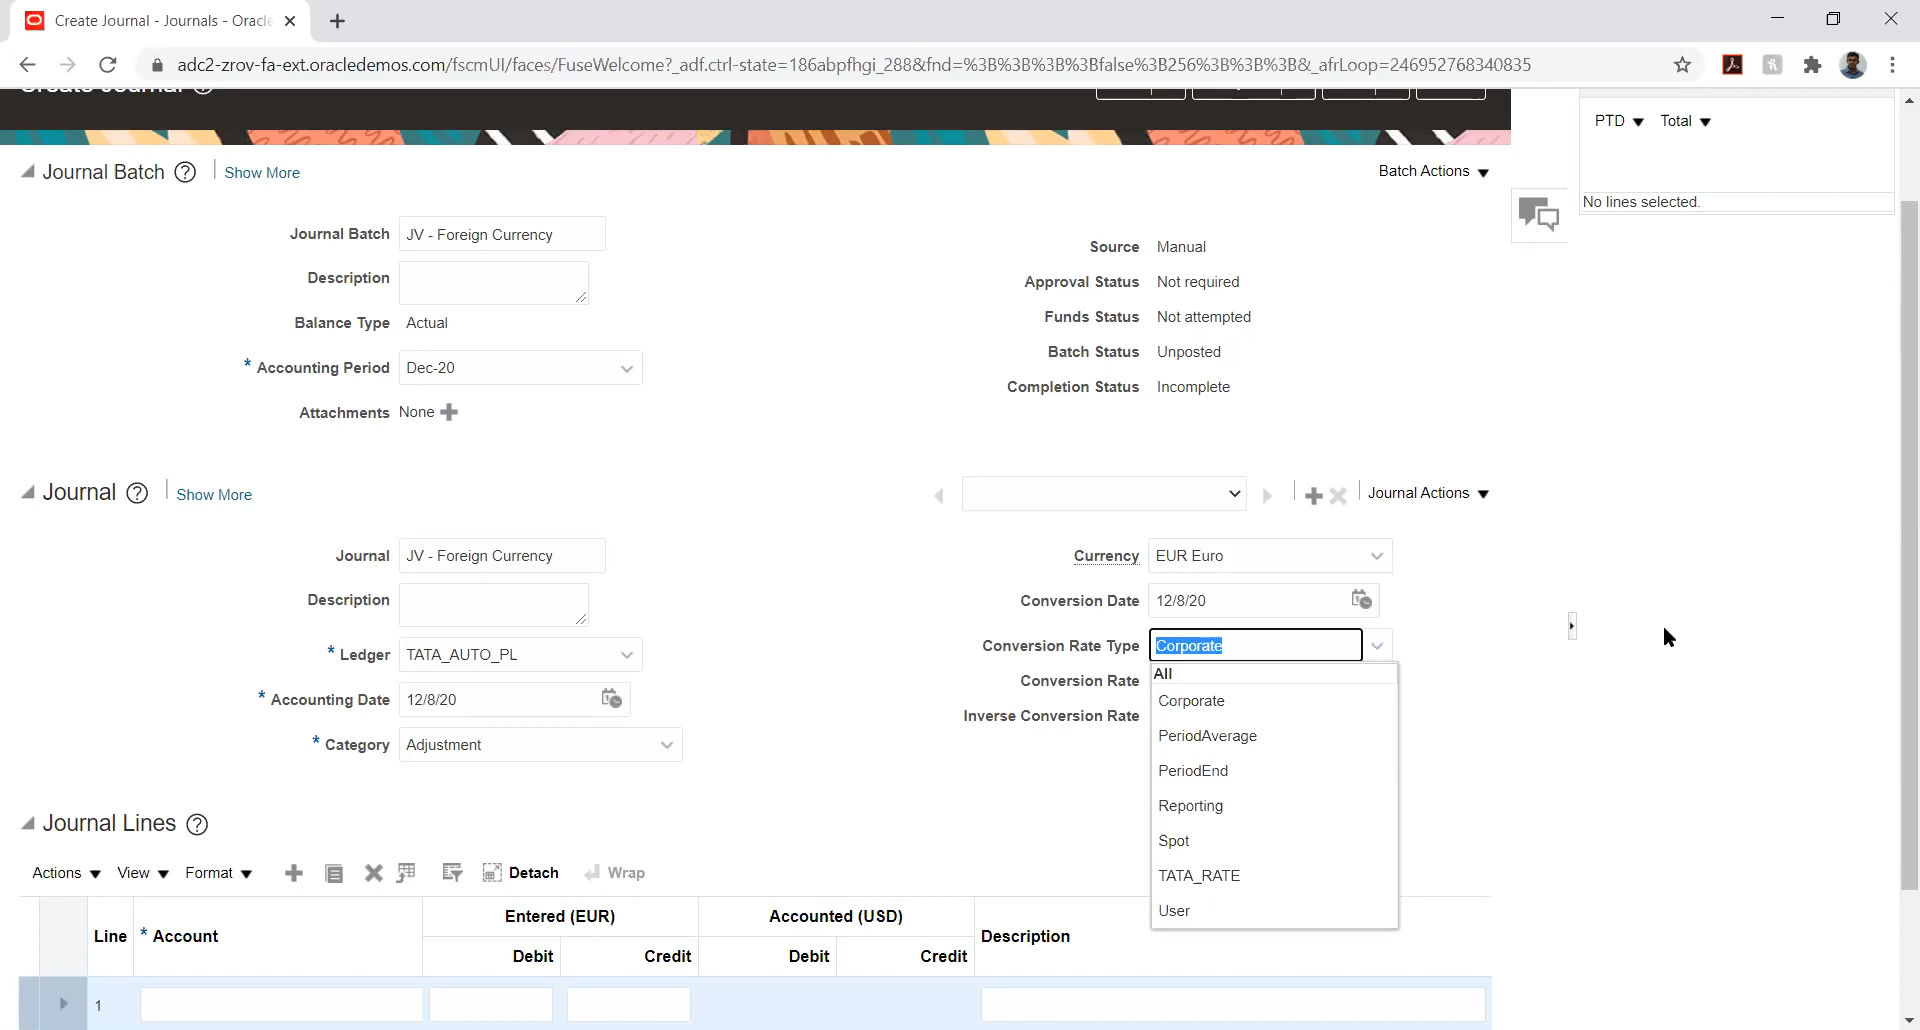 Create Journal - Journals - Oracle
adc2-zrov-fa-ext.oracledemos.com/fscmUI/faces/FuseWelcome?_adf.ctrl-state=186abpfhgi_288&fnd=%3B%3B%3B%3Bfalse%3B256%3B%3B%3B&_afrLoop=246952768340835
Create Journal
PTD Total
Journal Batch Show More Batch Actions
No lines selected.
Journal Batch JV - Foreign Currency
Source Manual
Description
Approval Status Not required
Balance Type Actual
Funds Status Not attempted
* Accounting Period Dec-20
Batch Status Unposted
Completion Status Incomplete
Attachments None
Journal Show More Journal Actions
Journal JV - Foreign Currency
Currency EUR Euro
Description
Conversion Date 12/8/20
* Ledger TATA_AUTO_PL
Conversion Rate Type Corporate
* Accounting Date 12/8/20
Conversion Rate
Inverse Conversion Rate
* Category Adjustment
All
Corporate
PeriodAverage
PeriodEnd
Reporting
Spot
TATA_RATE
User
Journal Lines
Actions View Format Detach Wrap
Line * Account Entered (EUR) Accounted (USD) Description
Debit Credit Debit Credit
1